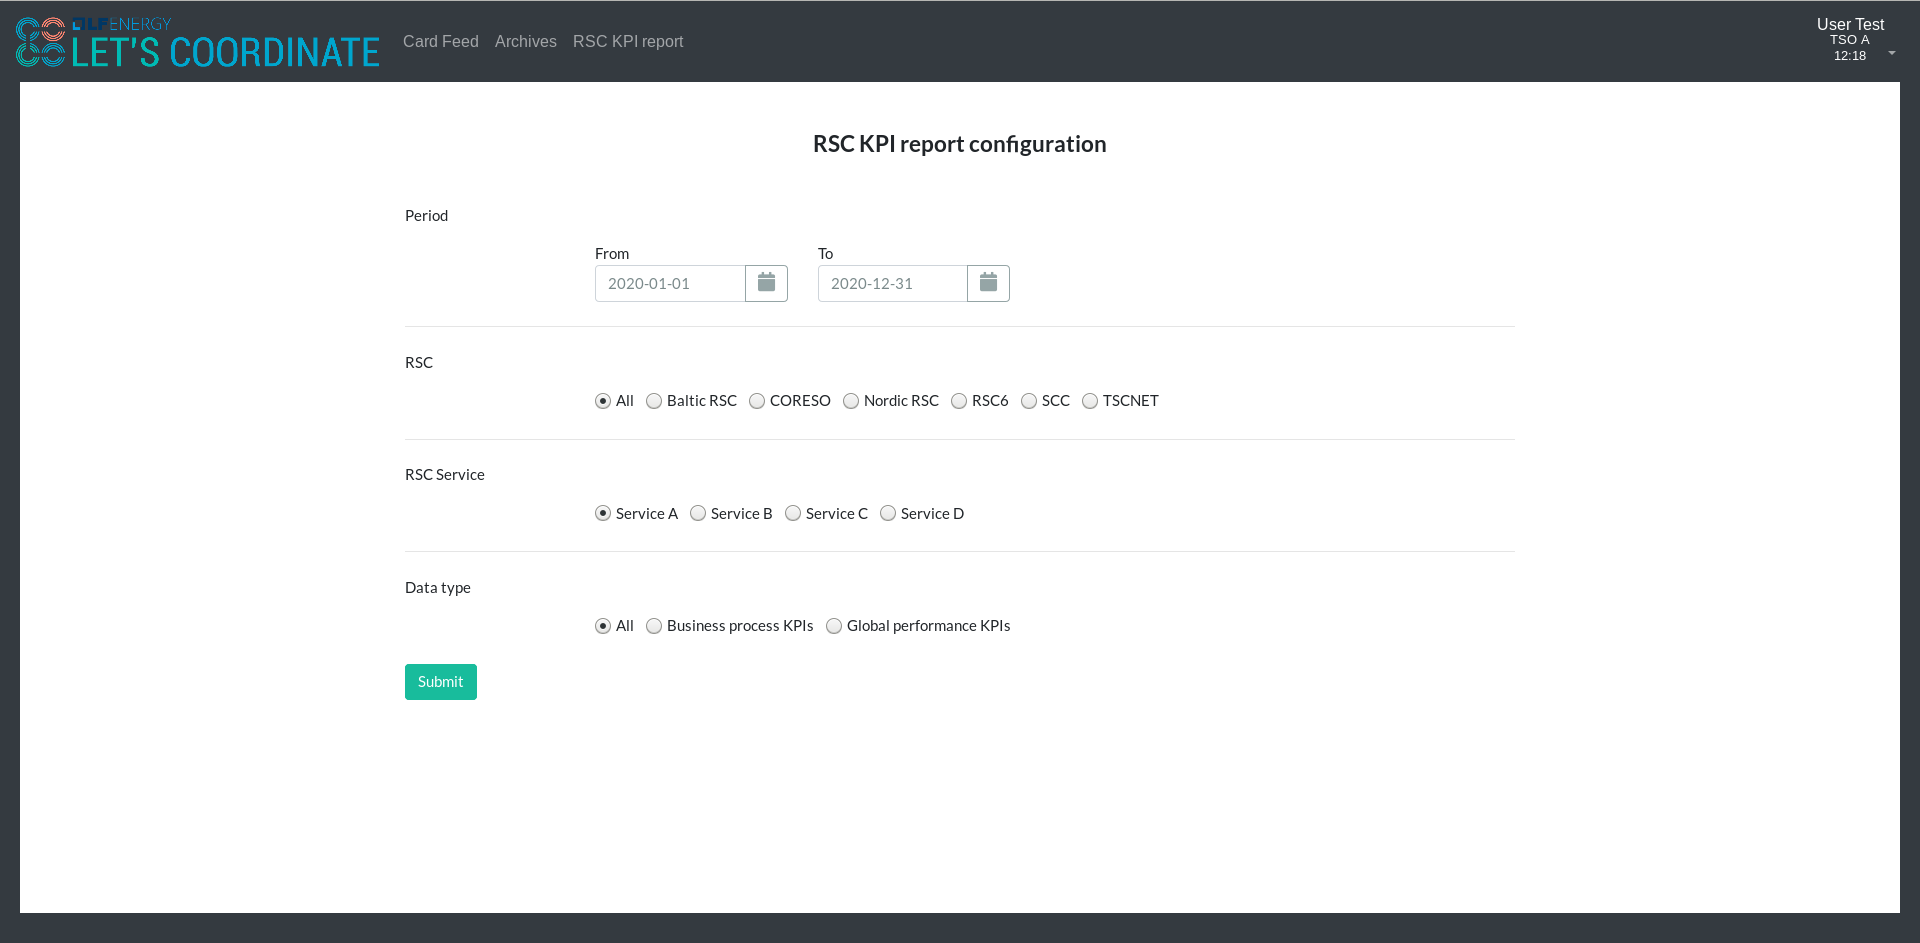 LFENERGY
LET'S COORDINATE
Card Feed Archives RSC KPI report
User Test
TSO A
12:18
RSC KPI report configuration
Period
From To
2020-01-01 2020-12-31
RSC
All Baltic RSC CORESO Nordic RSC RSC6 SCC TSCNET
RSC Service
Service A Service B Service C Service D
Data type
All Business process KPIs Global performance KPIs
Submit